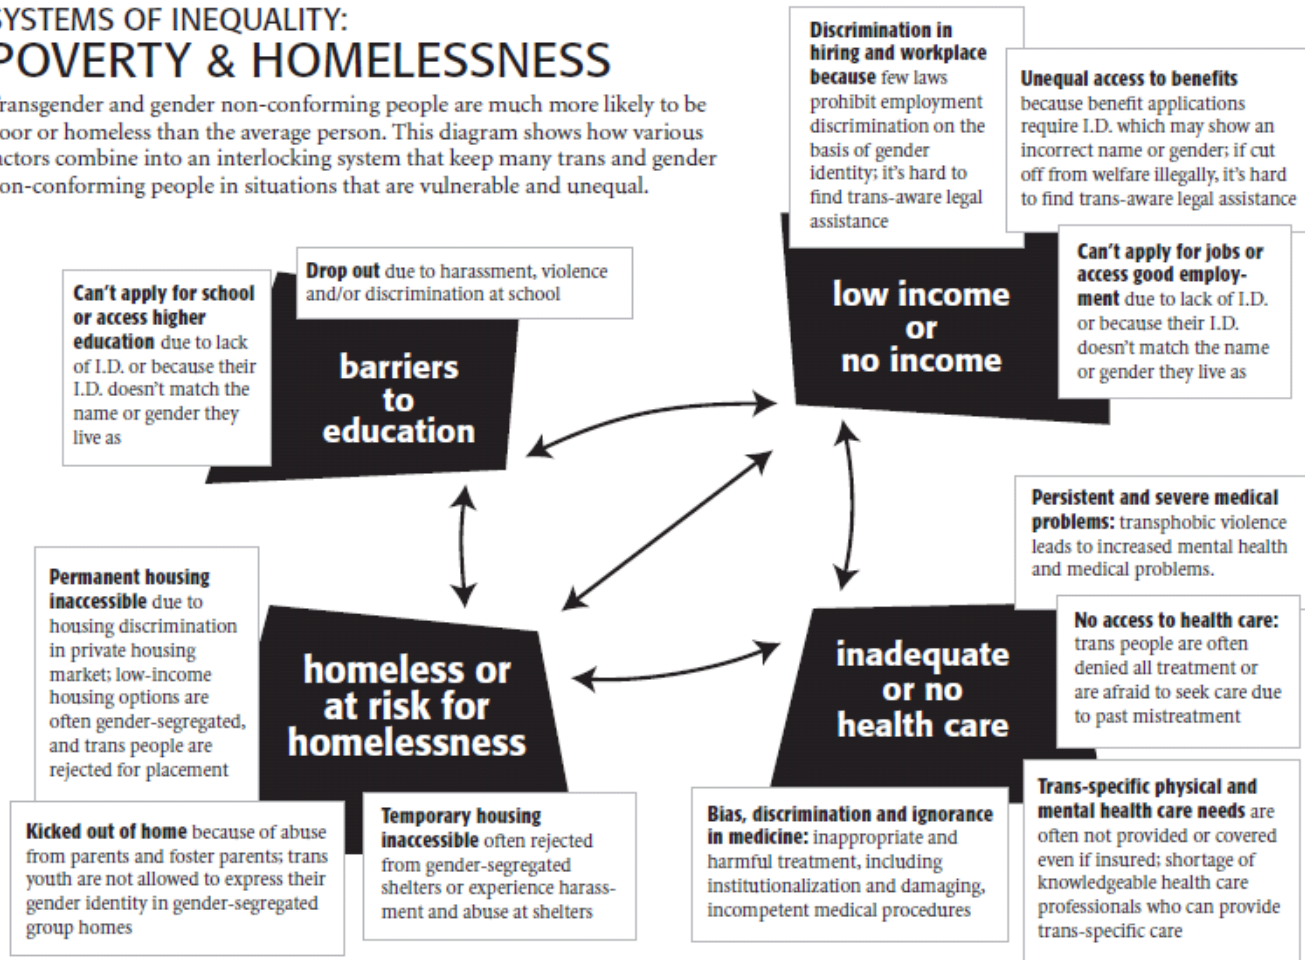 SYSTEMS OF INEQUALITY:
POVERTY & HOMELESSNESS
ransgender and gender non-conforming people are much more likely to be
oor or homeless than the average person. This diagram shows how various
actors combine into an interlocking system that keep many trans and gender
on-conforming people in situations that are vulnerable and unequal.
Discrimination in
hiring and workplace
because few laws
prohibit employment
discrimination on the
basis of gender
identity; it's hard to
find trans-aware legal
assistance
Unequal access to benefits
because benefit applications
require I.D. which may show an
incorrect name or gender; if cut
off from welfare illegally, it's hard
to find trans-aware legal assistance
Can't apply for jobs or
access good employ-
ment due to lack of I.D.
or because their I.D.
doesn't match the name
or gender they live as
low income
or
no income
Can't apply for school
or access higher
education due to lack
of I.D. or because their
I.D. doesn't match the
name or gender they
live as
Drop out due to harassment, violence
and/or discrimination at school
barriers
to
education
Permanent housing
inaccessible due to
housing discrimination
in private housing
market; low-income
housing options are
often gender-segregated,
and trans people are
rejected for placement
homeless or
at risk for
homelessness
Kicked out of home because of abuse
from parents and foster parents; trans
youth are not allowed to express their
gender identity in gender-segregated
group homes
Temporary housing
inaccessible often rejected
from gender-segregated
shelters or experience harass-
ment and abuse at shelters
Persistent and severe medical
problems: transphobic violence
leads to increased mental health
and medical problems.
No access to health care:
trans people are often
denied all treatment or
are afraid to seek care due
to past mistreatment
inadequate
or no
health care
Bias, discrimination and ignorance
in medicine: inappropriate and
harmful treatment, including
institutionalization and damaging,
incompetent medical procedures
Trans-specific physical and
mental health care needs are
often not provided or covered
even if insured; shortage of
knowledgeable health care
professionals who can provide
trans-specific care